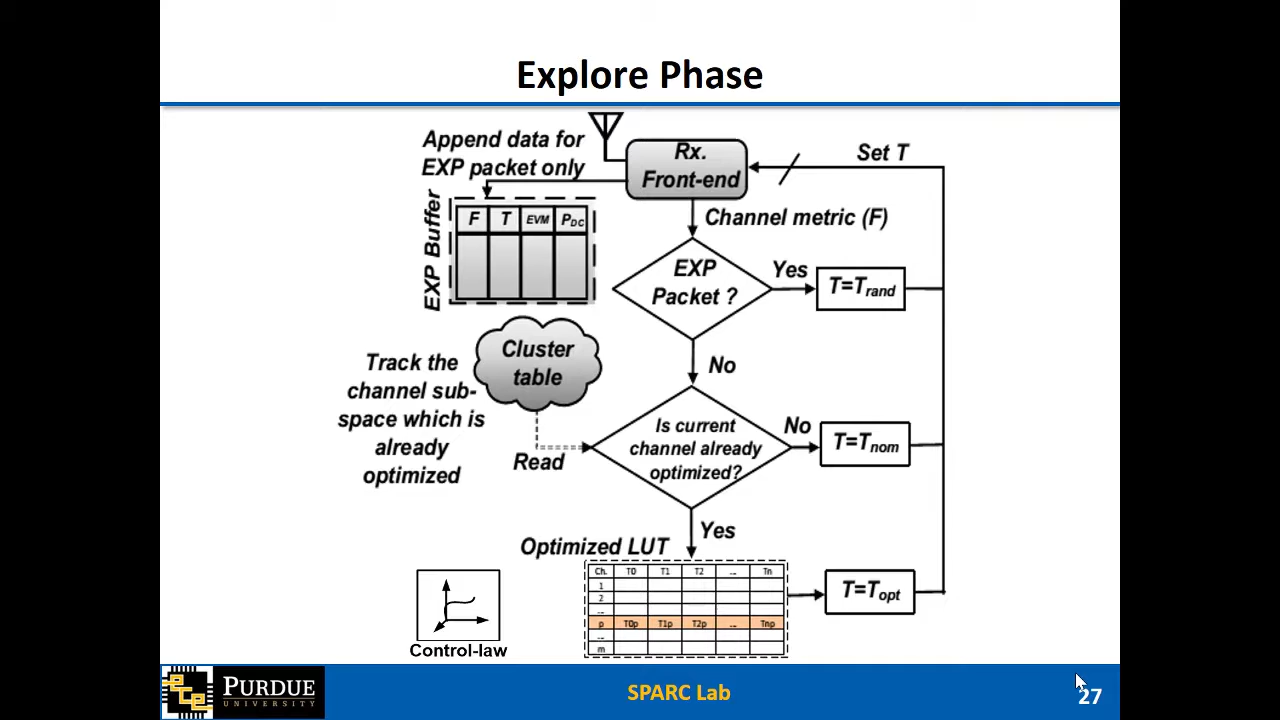 Explore Phase
Append data for
EXP packet only
Rx.
Front-end
Set T
EXP Buffer
F T EVM PDC
Channel metric (F)
EXP
Packet ?
Yes
T=Trand
No
Cluster
table
Track the
channel sub-
space which is
already
optimized
Read
Is current
channel already
optimized?
No
T=Tnom
Yes
Optimized LUT
Ch. T0 T1 T2 ... Tn
1
2
...
p T0p T1p T2p ... Tnp
...
m
T=Topt
Control-law
ece
PURDUE
UNIVERSITY
SPARC Lab
27